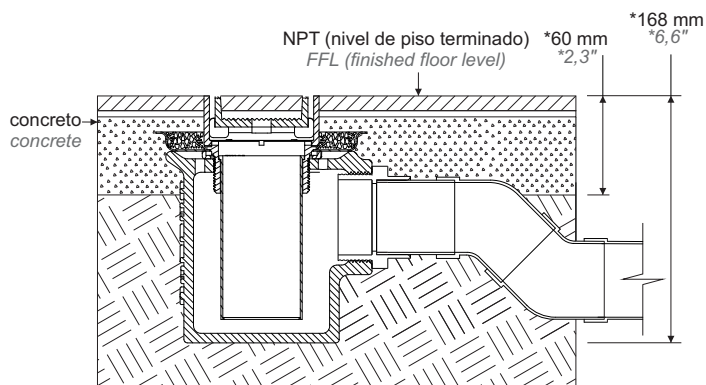 NPT (nivel de piso terminado)
FFL (finished floor level)
*60 mm
*2,3"
*168 mm
*6,6"
concreto
concrete